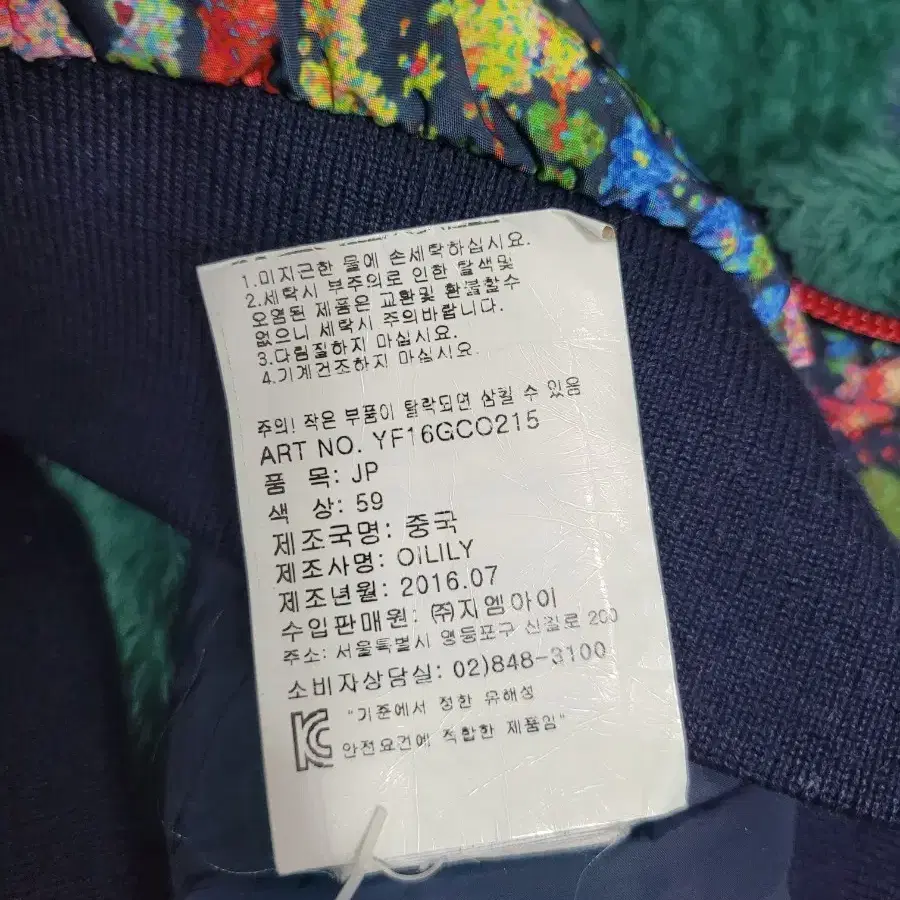 1.미지근한 물에 손세탁하십시요.
2.세탁시 부주의로 인한 탈색및
오염된 제품은 교환및 환불할수
없으니 세탁시 주의바랍니다.
3.다림질하지 마십시요.
4.기계건조하지 마십시요.
주의! 작은 부품이 탈락되면 삼킬 수 있음
ART NO. YF16GCO215
품 목: JP
색 상: 59
제조국명: 중국
제조사명: OILILY
제조년월: 2016.07
수입판매원: ㈜지엠아이
주소: 서울특별시 영등포구 신길로 200
소비자상담실: 02)848-3100
"기준에서 정한 유해성
안전요건에 적합한 제품임"